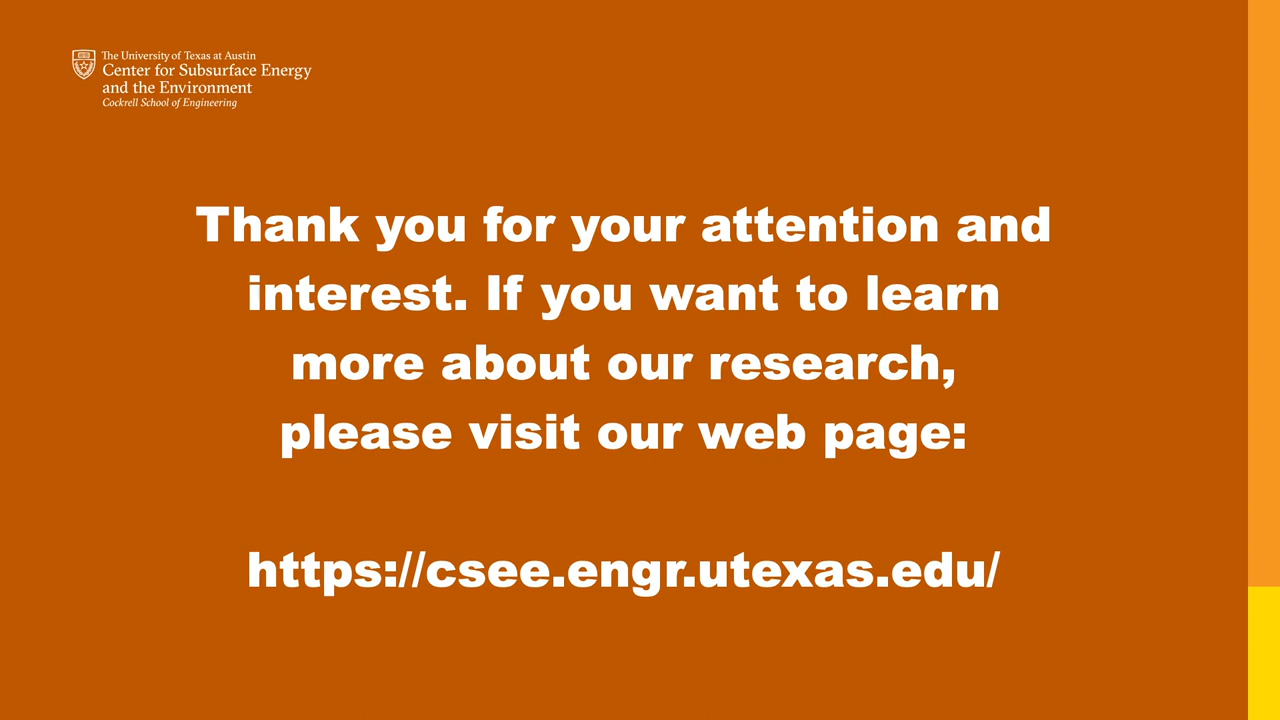 The University of Texas at Austin
Center for Subsurface Energy
and the Environment
Cockrell School of Engineering
Thank you for your attention and
interest. If you want to learn
more about our research,
please visit our web page:
https://csee.engr.utexas.edu/